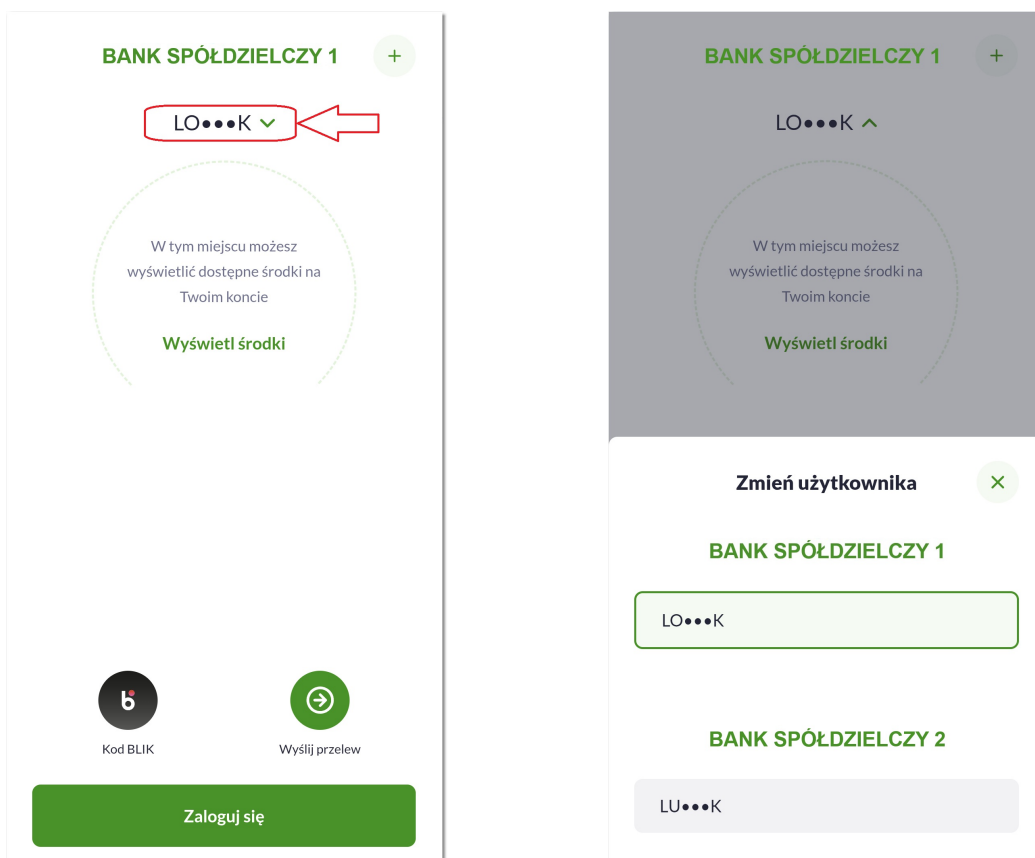 BANK SPÓŁDZIELCZY 1
+
LO●●●K
W tym miejscu możesz
wyświetlić dostępne środki na
Twoim koncie
Wyświetl środki
b
Kod BLIK
Wyślij przelew
Zaloguj się
BANK SPÓŁDZIELCZY 1
+
LO●●●K
W tym miejscu możesz
wyświetlić dostępne środki na
Twoim koncie
Wyświetl środki
Zmień użytkownika
BANK SPÓŁDZIELCZY 1
LO●●●K
BANK SPÓŁDZIELCZY 2
LU●●●K